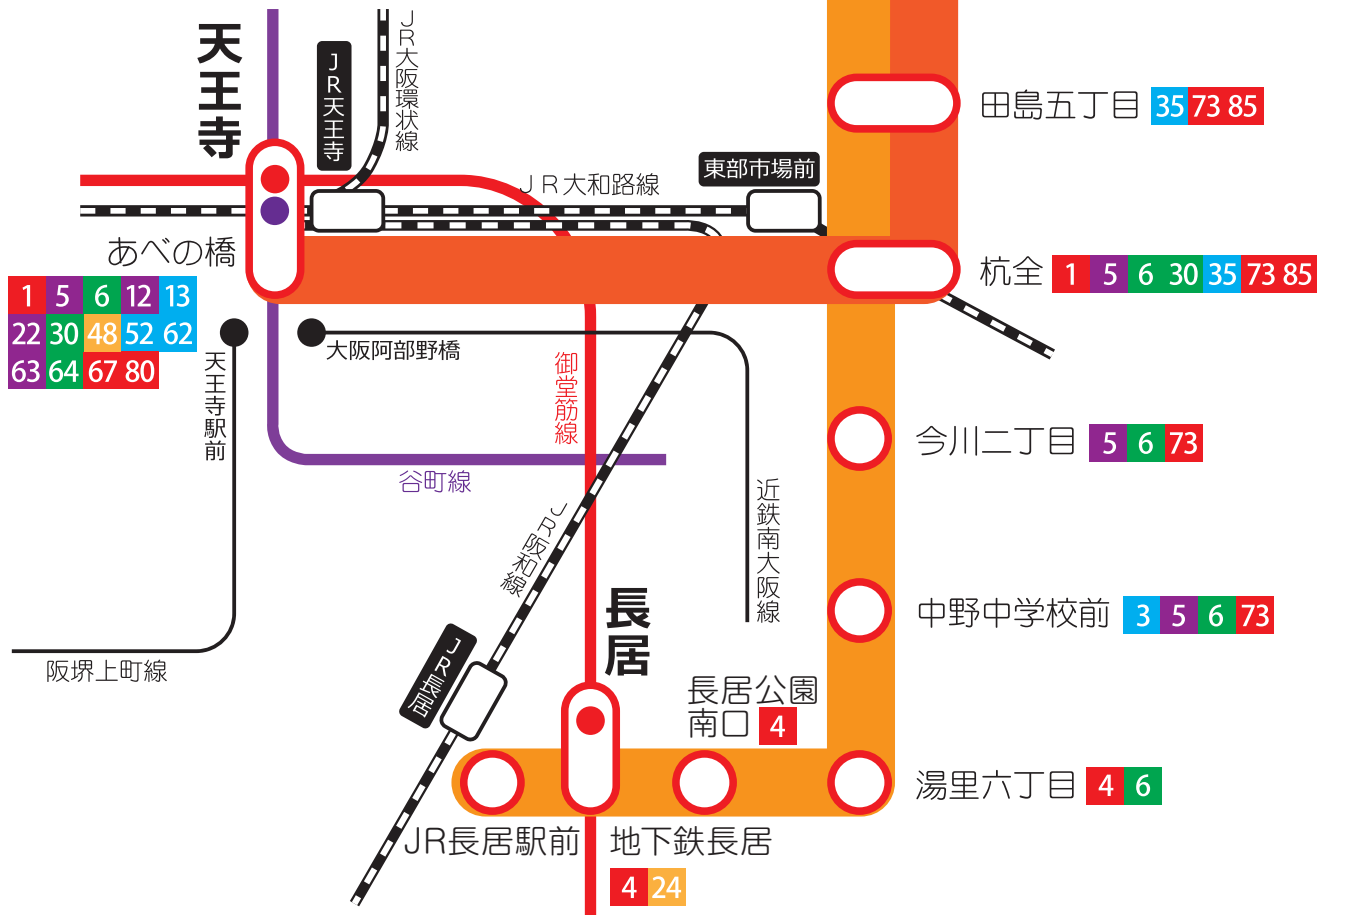 天王寺
JR天王寺
JR大阪環状線
田島五丁目 35 73 85
東部市場前
JR大和路線
あべの橋
1 5 6 12 13
22 30 48 52 62
63 64 67 80
杭全 1 5 6 30 35 73 85
天王寺駅前
大阪阿部野橋
御堂筋線
今川二丁目 5 6 73
谷町線
近鉄南大阪線
JR阪和線
中野中学校前 3 5 6 73
長居
JR長居
阪堺上町線
長居公園
南口 4
湯里六丁目 4 6
JR長居駅前
地下鉄長居
4 24